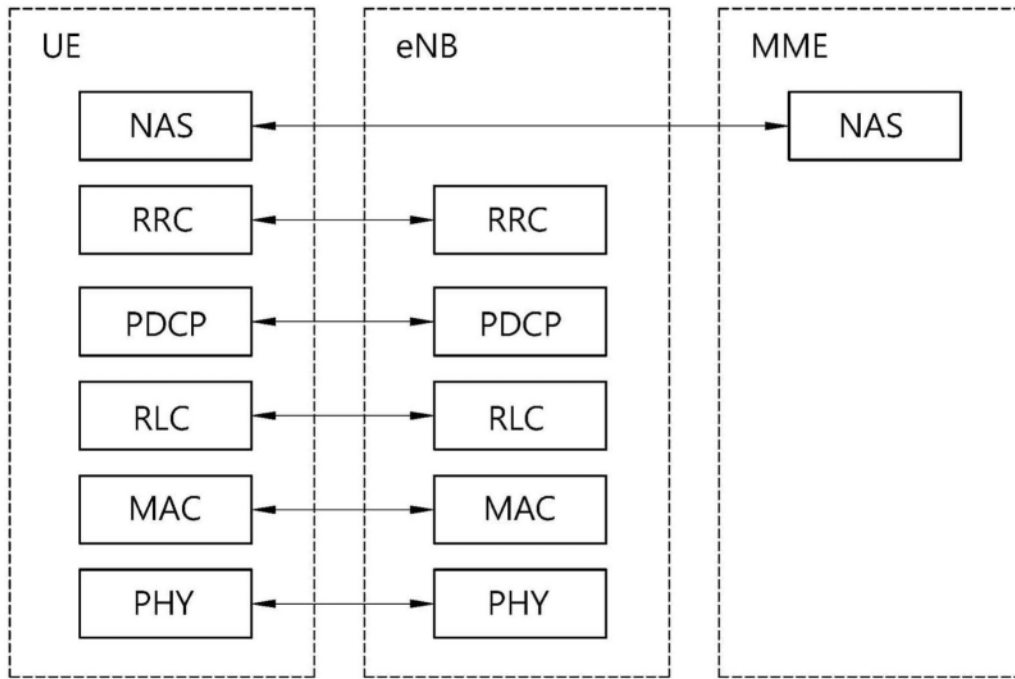 UE eNB MME
NAS NAS
RRC RRC
PDCP PDCP
RLC RLC
MAC MAC
PHY PHY